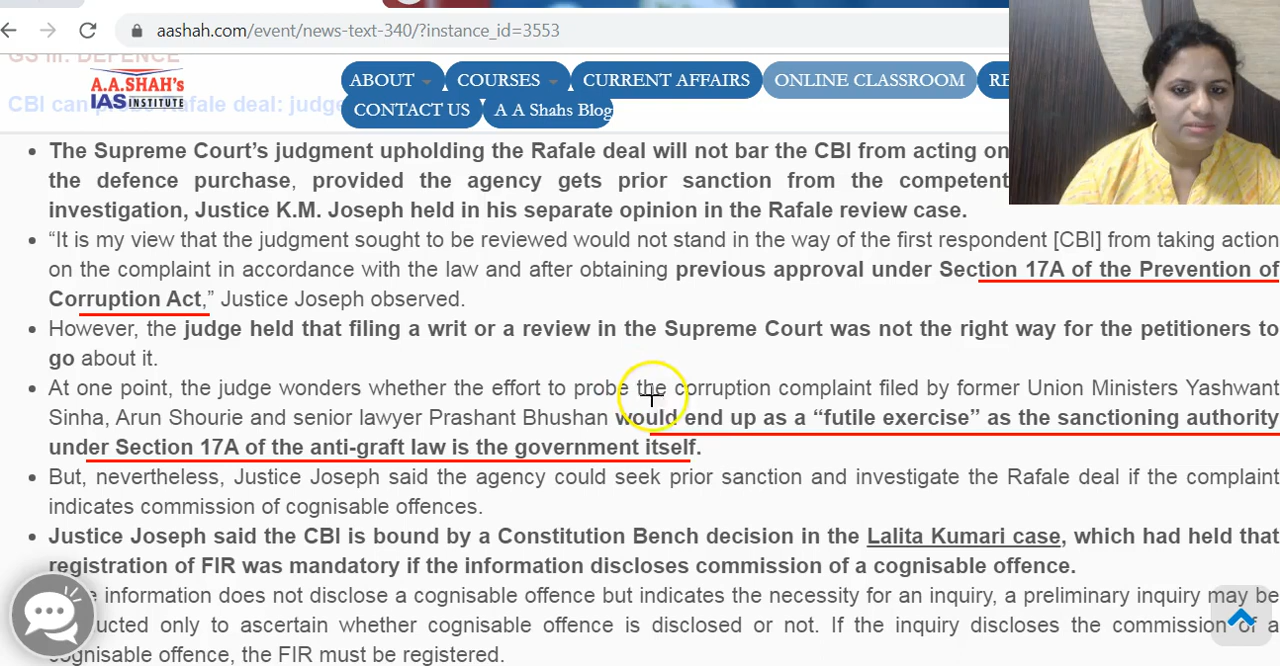 aashah.com/event/news-text-340/?instance_id=3553
GS III: DEFENCE
A.A.SHAH's
IAS INSTITUTE
ABOUT COURSES CURRENT AFFAIRS ONLINE CLASSROOM RE
CONTACT US A A Shahs Blog
CBI can probe Rafale deal: judge
The Supreme Court's judgment upholding the Rafale deal will not bar the CBI from acting on
the defence purchase, provided the agency gets prior sanction from the competent
investigation, Justice K.M. Joseph held in his separate opinion in the Rafale review case.
“It is my view that the judgment sought to be reviewed would not stand in the way of the first respondent [CBI] from taking action
on the complaint in accordance with the law and after obtaining previous approval under Section 17A of the Prevention of
Corruption Act,” Justice Joseph observed.
However, the judge held that filing a writ or a review in the Supreme Court was not the right way for the petitioners to
go about it.
At one point, the judge wonders whether the effort to probe the corruption complaint filed by former Union Ministers Yashwant
Sinha, Arun Shourie and senior lawyer Prashant Bhushan would end up as a “futile exercise” as the sanctioning authority
under Section 17A of the anti-graft law is the government itself.
But, nevertheless, Justice Joseph said the agency could seek prior sanction and investigate the Rafale deal if the complaint
indicates commission of cognisable offences.
Justice Joseph said the CBI is bound by a Constitution Bench decision in the Lalita Kumari case, which had held that
registration of FIR was mandatory if the information discloses commission of a cognisable offence.
information does not disclose a cognisable offence but indicates the necessity for an inquiry, a preliminary inquiry may be
ucted only to ascertain whether cognisable offence is disclosed or not. If the inquiry discloses the commission of a
cognisable offence, the FIR must be registered.